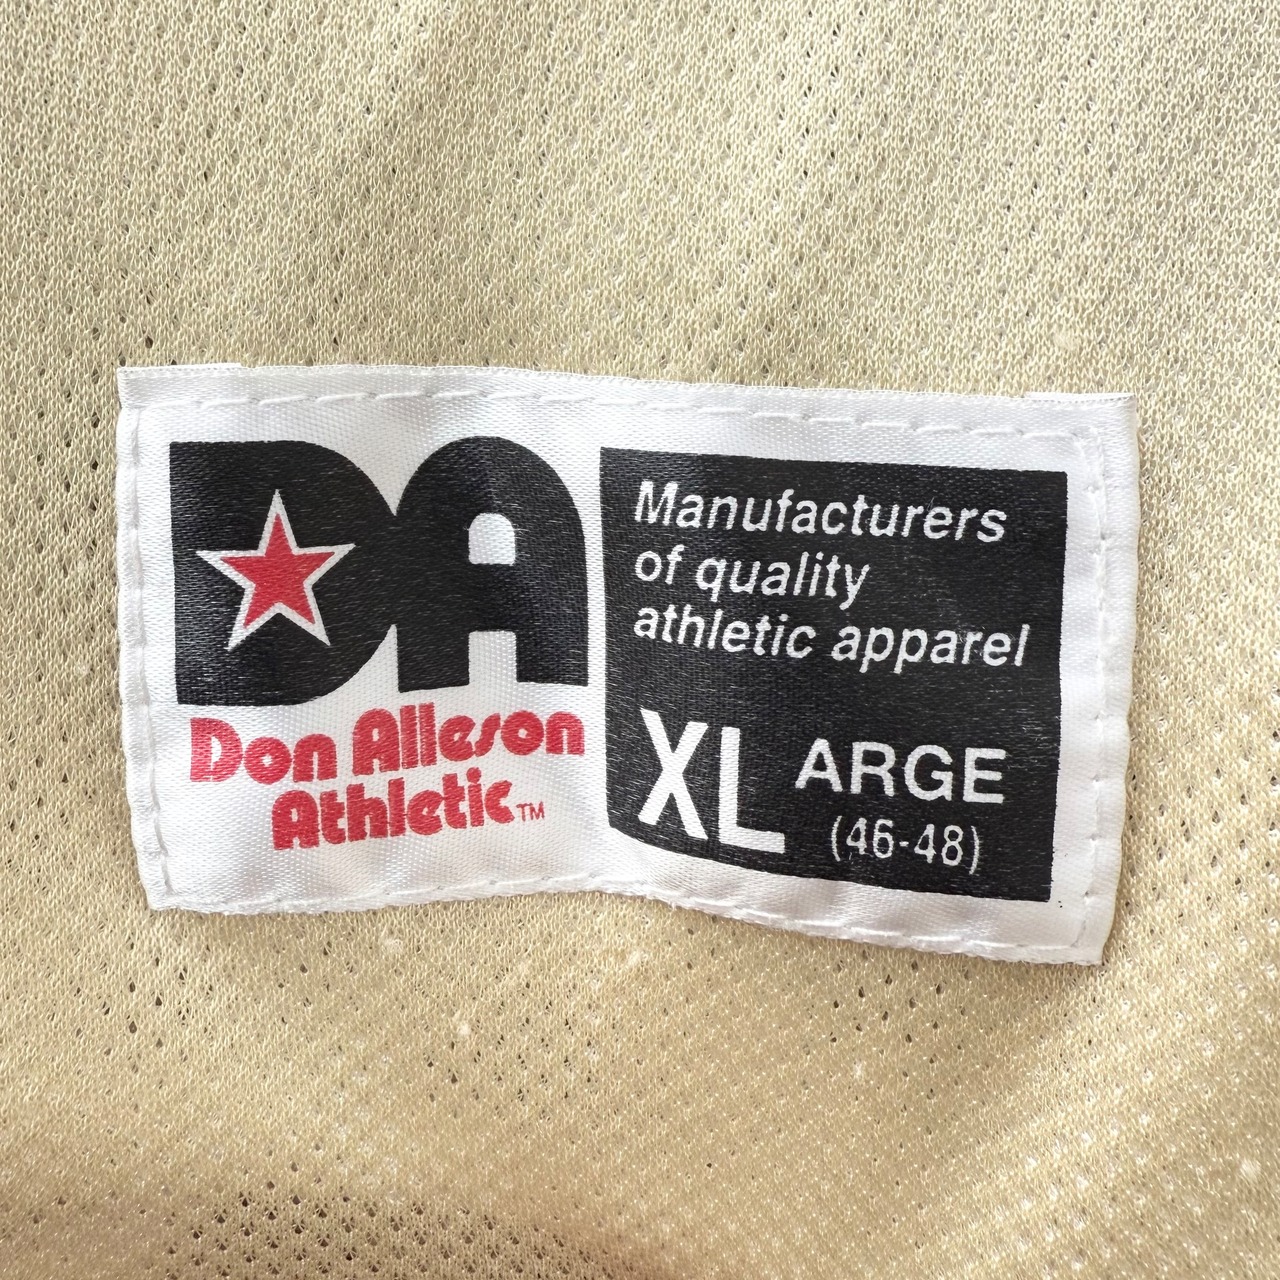 DA
Don Alleson
Athletic™
Manufacturers
of quality
athletic apparel
XL ARGE
(46-48)